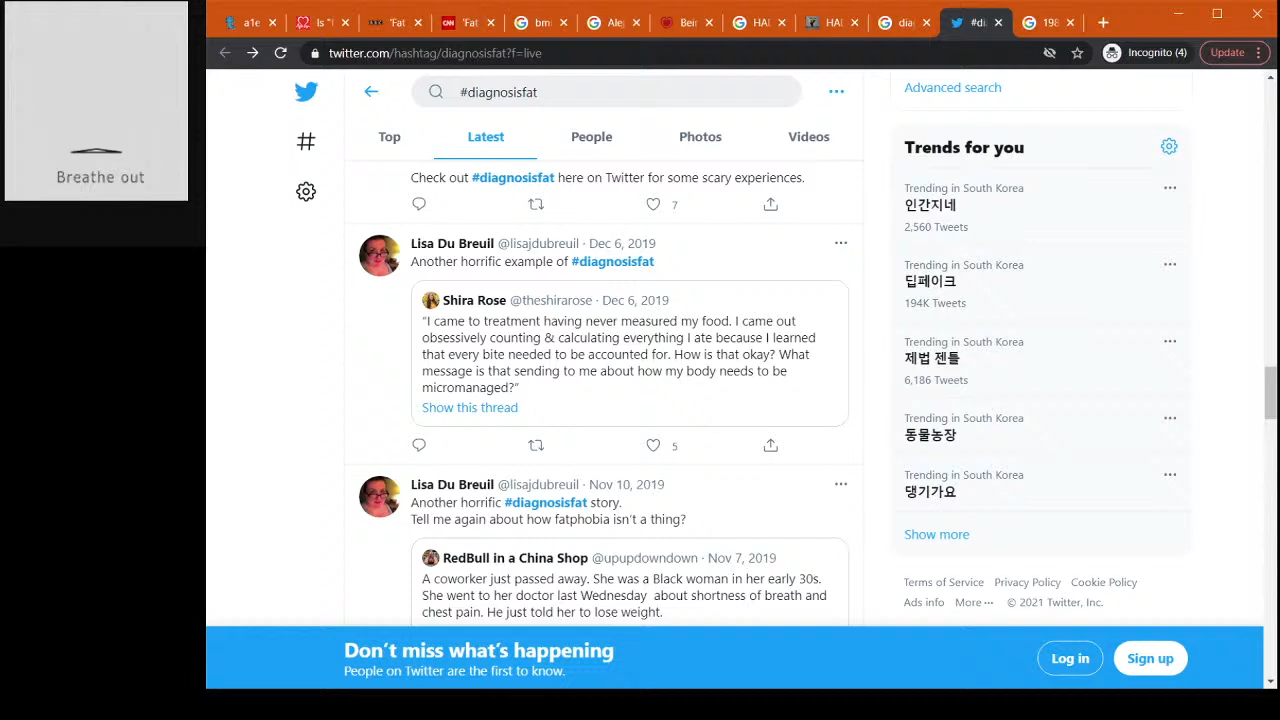 Breathe out
a1e
Is "
'Fat
'Fat
bm
Alej
Bein
HAI
HAI
diag
#di
198
twitter.com/hashtag/diagnosisfat?f=live
Incognito (4)
Update
#diagnosisfat
Top
Latest
People
Photos
Videos
Check out #diagnosisfat here on Twitter for some scary experiences.
7
Lisa Du Breuil @lisajdubreuil · Dec 6, 2019
Another horrific example of #diagnosisfat
Shira Rose @theshirarose · Dec 6, 2019
“I came to treatment having never measured my food. I came out
obsessively counting & calculating everything I ate because I learned
that every bite needed to be accounted for. How is that okay? What
message is that sending to me about how my body needs to be
micromanaged?”
Show this thread
5
Lisa Du Breuil @lisajdubreuil · Nov 10, 2019
Another horrific #diagnosisfat story.
Tell me again about how fatphobia isn’t a thing?
RedBull in a China Shop @upupdowndown · Nov 7, 2019
A coworker just passed away. She was a Black woman in her early 30s.
She went to her doctor last Wednesday about shortness of breath and
chest pain. He just told her to lose weight.
Advanced search
Trends for you
Trending in South Korea
인간지네
2,560 Tweets
Trending in South Korea
딥페이크
194K Tweets
Trending in South Korea
제법 젠틀
6,186 Tweets
Trending in South Korea
동물농장
Trending in South Korea
댕기가요
Show more
Terms of Service Privacy Policy Cookie Policy
Ads info More ··· © 2021 Twitter, Inc.
Don’t miss what’s happening
People on Twitter are the first to know.
Log in
Sign up